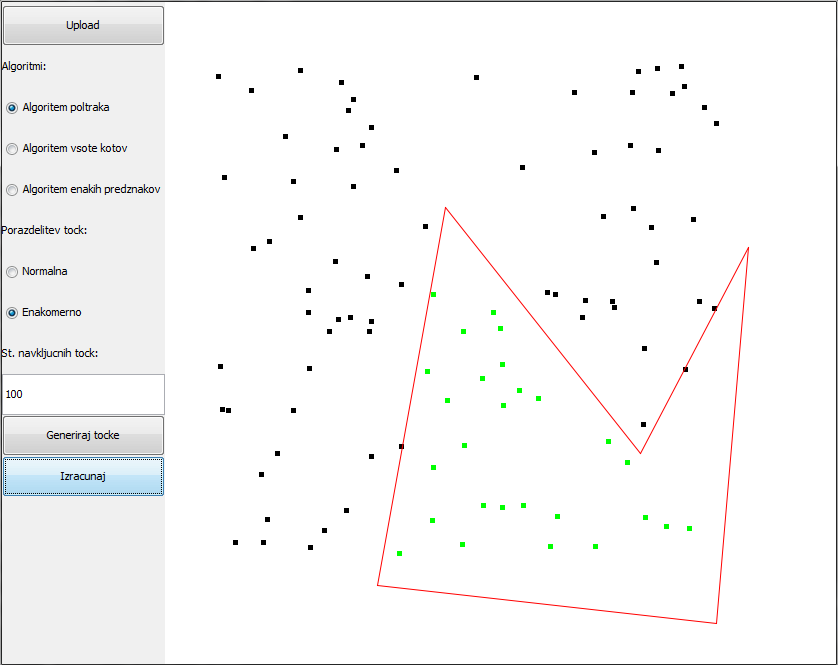 Upload
Algoritmi:
Algoritem poltraka
Algoritem vsote kotov
Algoritem enakih predznakov
Porazdelitev tock:
Normalna
Enakomerno
St. navkljucnih tock:
100
Generiraj tocke
Izracunaj